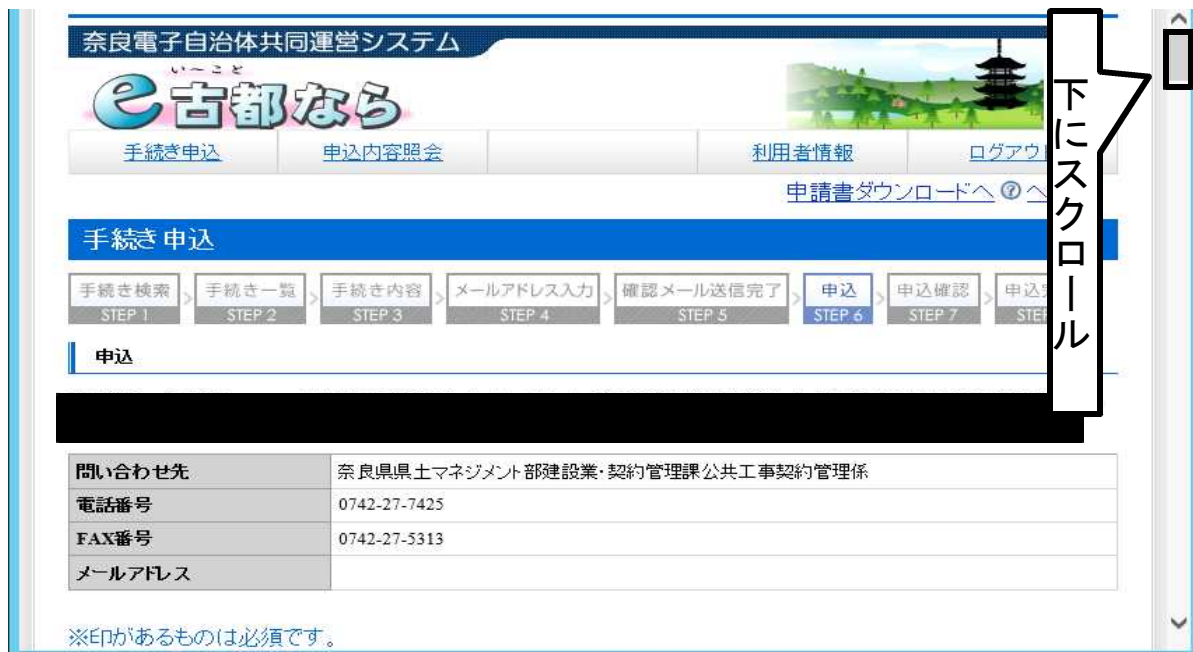 奈良電子自治体共同運営システム
い～こと
e古都なら
手続き申込 申込内容照会 利用者情報 ログアウ
申請書ダウンロードへ ? ヘ
下にスクロール
手続き申込
手続き検索 > 手続き一覧 > 手続き内容 > メールアドレス入力 > 確認メール送信完了 > 申込 > 申込確認 > 申込
STEP 1 STEP 2 STEP 3 STEP 4 STEP 5 STEP 6 STEP 7 STE
申込
問い合わせ先 奈良県県土マネジメント部建設業・契約管理課公共工事契約管理係
電話番号 0742-27-7425
FAX番号 0742-27-5313
メールアドレス
※印があるものは必須です。